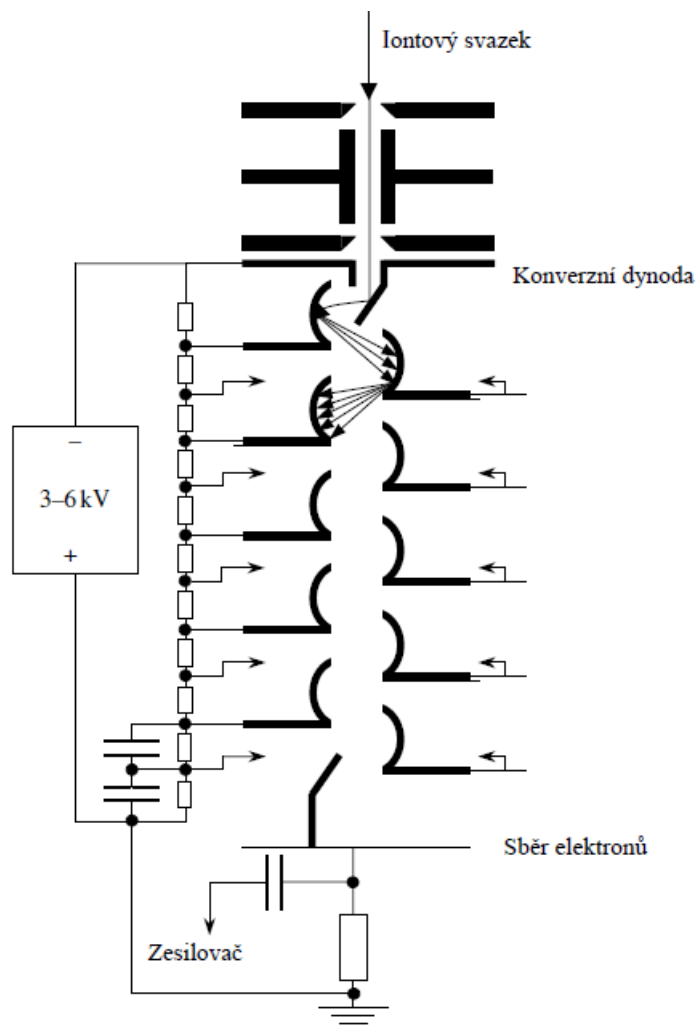 Iontový svazek
Konverzní dynoda
–
3–6 kV
+
Sběr elektronů
Zesilovač